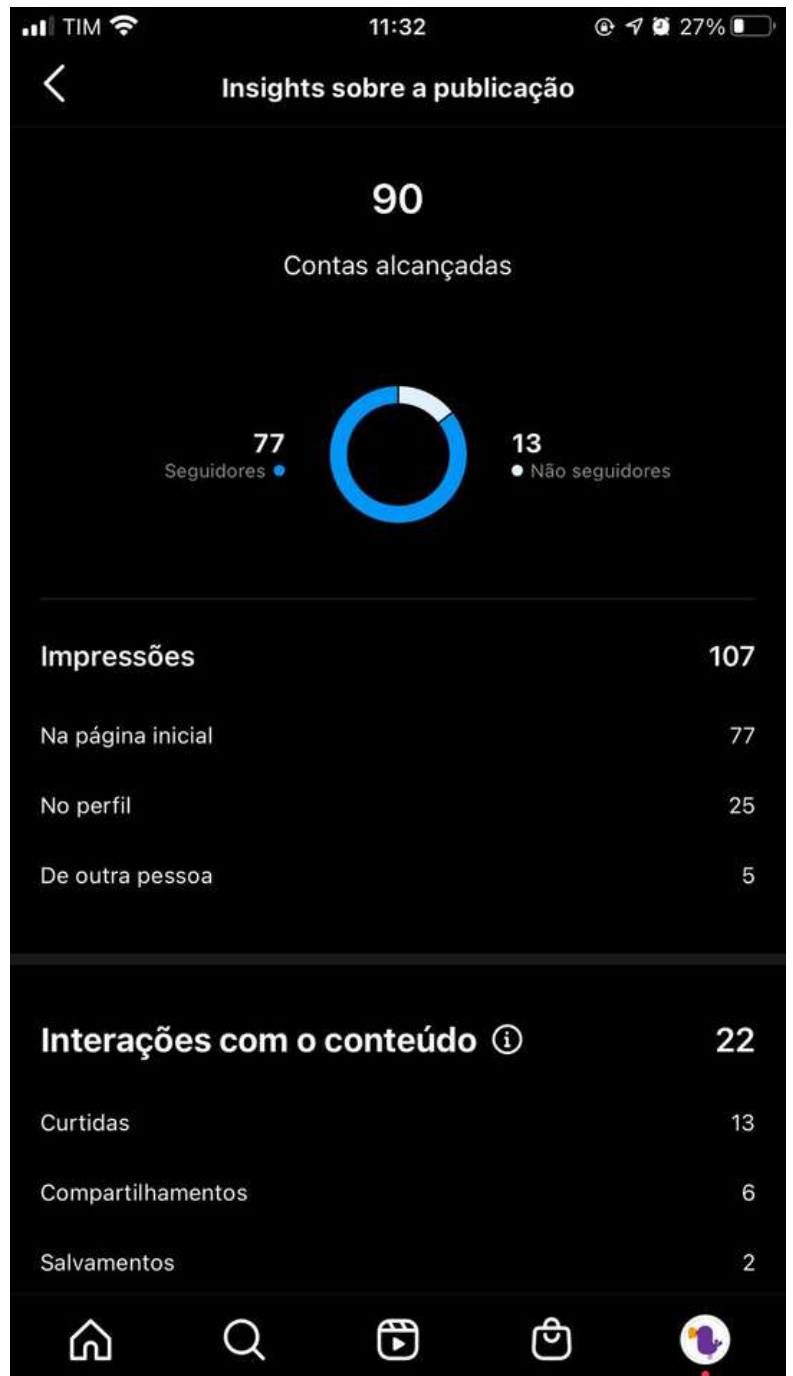 TIM 11:32 27%
Insights sobre a publicação
90
Contas alcançadas
77 13
Seguidores Não seguidores
Impressões 107
Na página inicial 77
No perfil 25
De outra pessoa 5
Interações com o conteúdo 22
Curtidas 13
Compartilhamentos 6
Salvamentos 2